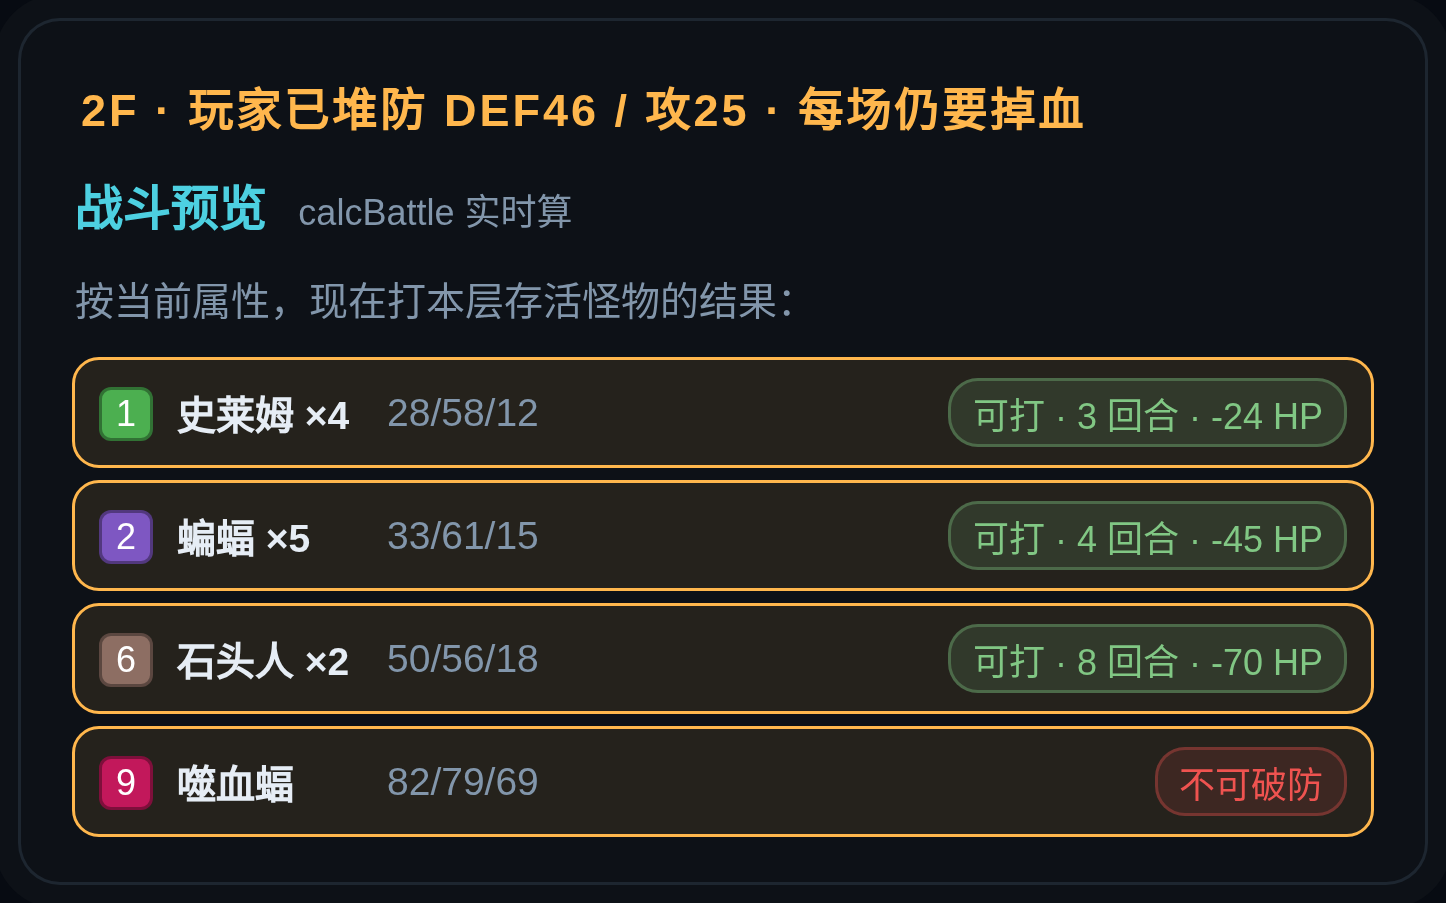 2F · 玩家已堆防 DEF46 / 攻25 · 每场仍要掉血
战斗预览 calcBattle 实时算
按当前属性，现在打本层存活怪物的结果：
1 史莱姆 ×4 28/58/12 可打 · 3 回合 · -24 HP
2 蝙蝠 ×5 33/61/15 可打 · 4 回合 · -45 HP
6 石头人 ×2 50/56/18 可打 · 8 回合 · -70 HP
9 噬血蝠 82/79/69 不可破防